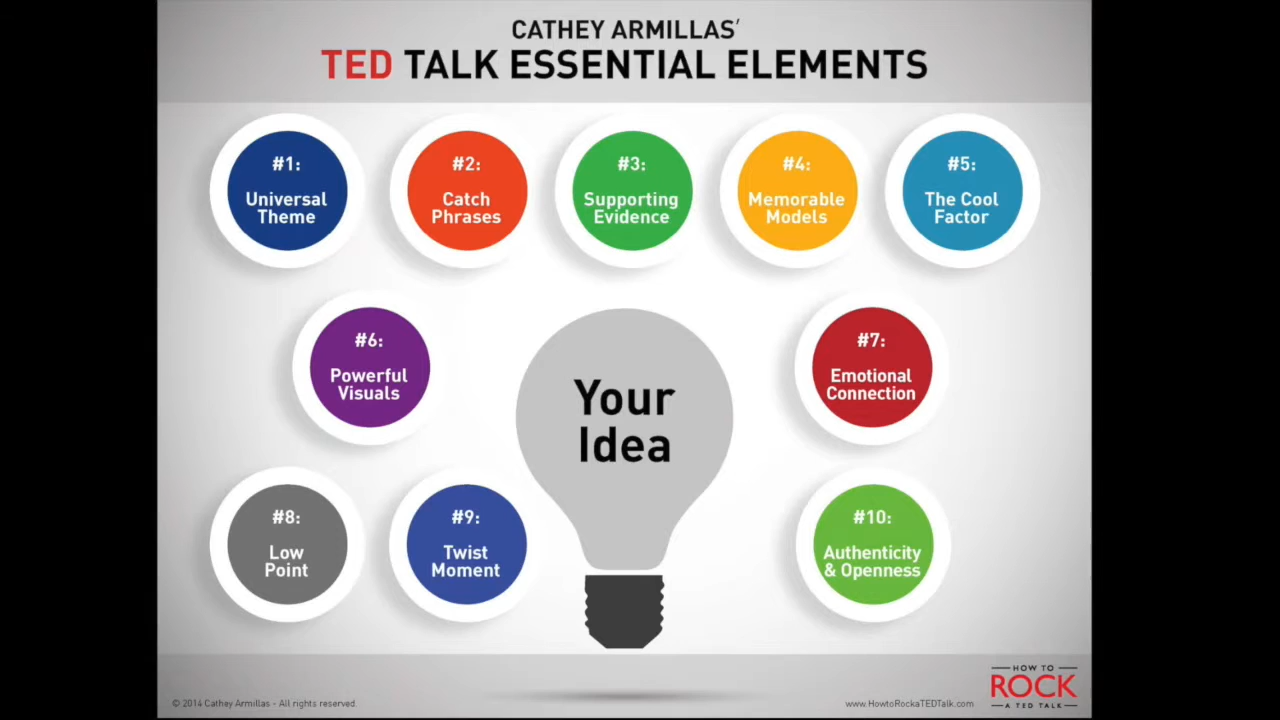 CATHEY ARMILLAS'
TED TALK ESSENTIAL ELEMENTS
#1:
Universal
Theme
#2:
Catch
Phrases
#3:
Supporting
Evidence
#4:
Memorable
Models
#5:
The Cool
Factor
#6:
Powerful
Visuals
Your
Idea
#7:
Emotional
Connection
#8:
Low
Point
#9:
Twist
Moment
#10:
Authenticity
& Openness
© 2014 Cathey Armillas - All rights reserved.
www.HowtoRockaTEDTalk.com
HOW TO
ROCK
A TED TALK